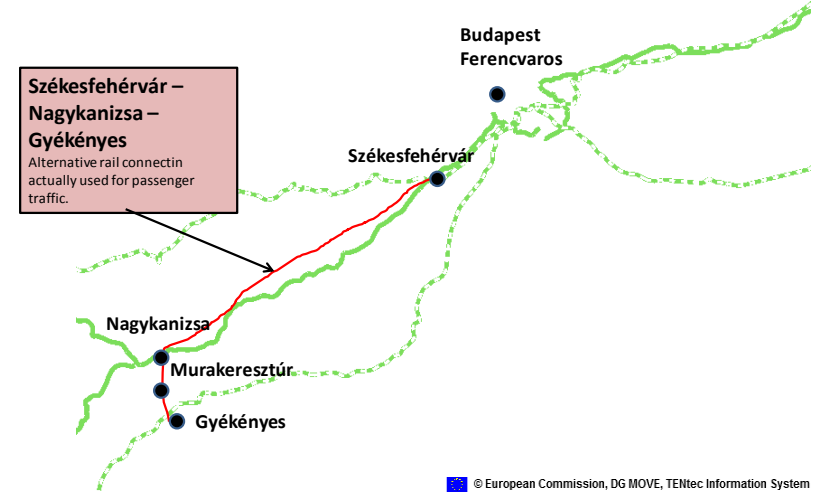 Budapest
Ferencvaros
Székesfehérvár –
Nagykanizsa –
Gyékényes
Alternative rail connectin
actually used for passenger
traffic.
Székesfehérvár
Nagykanizsa
Murakeresztúr
Gyékényes
© European Commission, DG MOVE, TENtec Information System